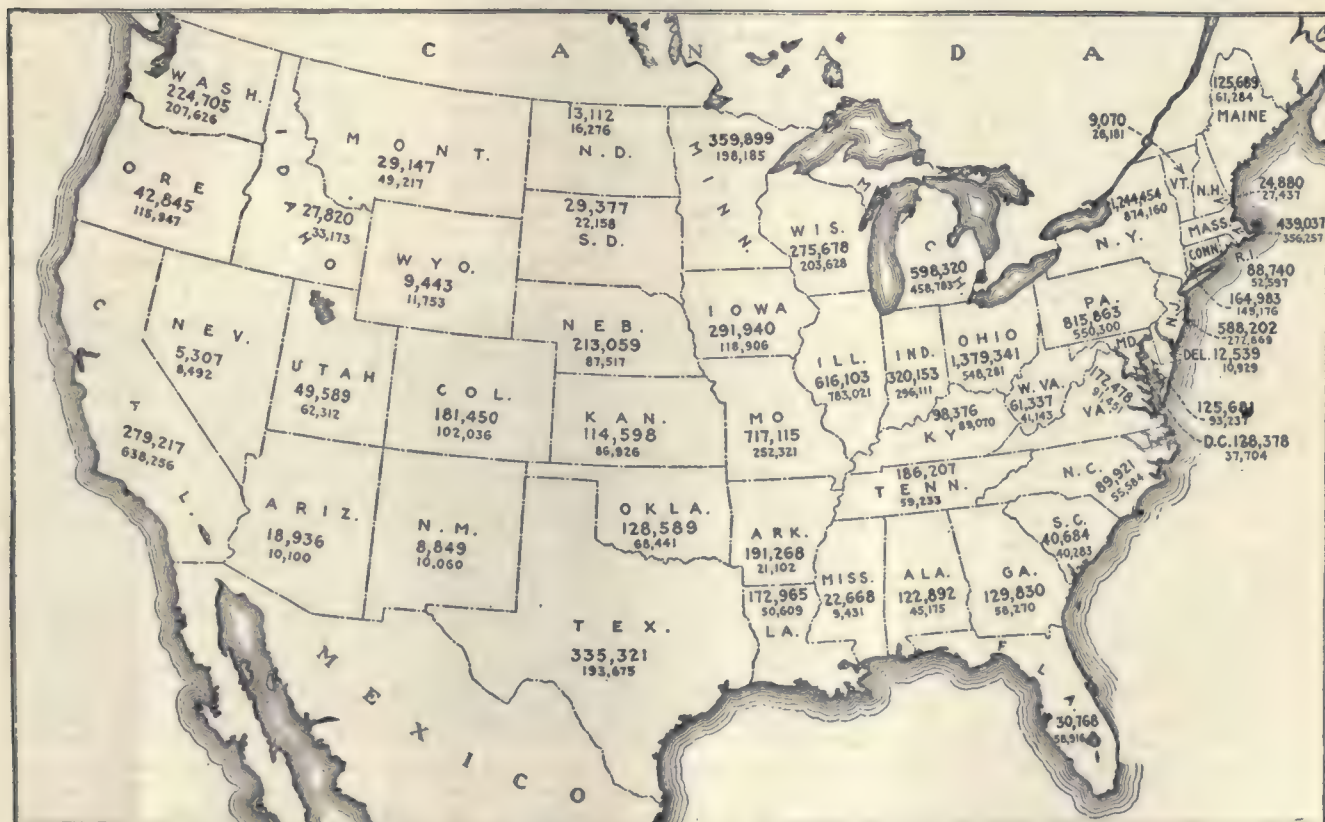 C A N A D A
WASH.
224,705
207,626
ORE
42,845
115,947
CAL.
279,217
638,256
NEV.
5,307
8,492
IDAHO
27,820
33,173
MONT.
29,147
49,217
WYO.
9,443
11,753
UTAH
49,589
62,312
COL.
181,450
102,036
ARIZ.
18,936
10,100
N.M.
8,849
10,060
13,112
16,276
N.D.
29,377
22,158
S.D.
NEB.
213,059
87,517
KAN.
114,598
86,926
OKLA.
128,589
68,441
TEX.
335,321
193,675
MINN.
359,899
198,185
IOWA
291,940
118,906
MO
717,115
252,321
ARK.
191,268
21,102
172,965
50,609
LA.
WIS.
275,678
203,628
ILL.
616,103
783,021
MICH.
598,320
458,783
IND.
320,153
296,111
OHIO
1,379,341
548,281
98,376
89,070
KY
186,207
TENN.
59,233
MISS.
22,668
9,431
ALA.
122,892
45,175
GA.
129,830
58,270
FLA.
30,768
58,916
S.C.
40,684
40,283
N.C.
89,921
55,584
W.VA.
61,337
41,143
172,478
91,451
VA.
PA.
815,863
550,300
1,244,454
874,160
N.Y.
9,070
28,181
VT.
N.H.
24,880
27,437
125,689
61,284
MAINE
MASS.
439,037
356,257
CONN.
R.I.
88,740
52,597
164,983
149,176
N.J.
588,202
DEL. 12,539
10,929
MD.
93,237
D.C. 128,378
37,704
MEXICO